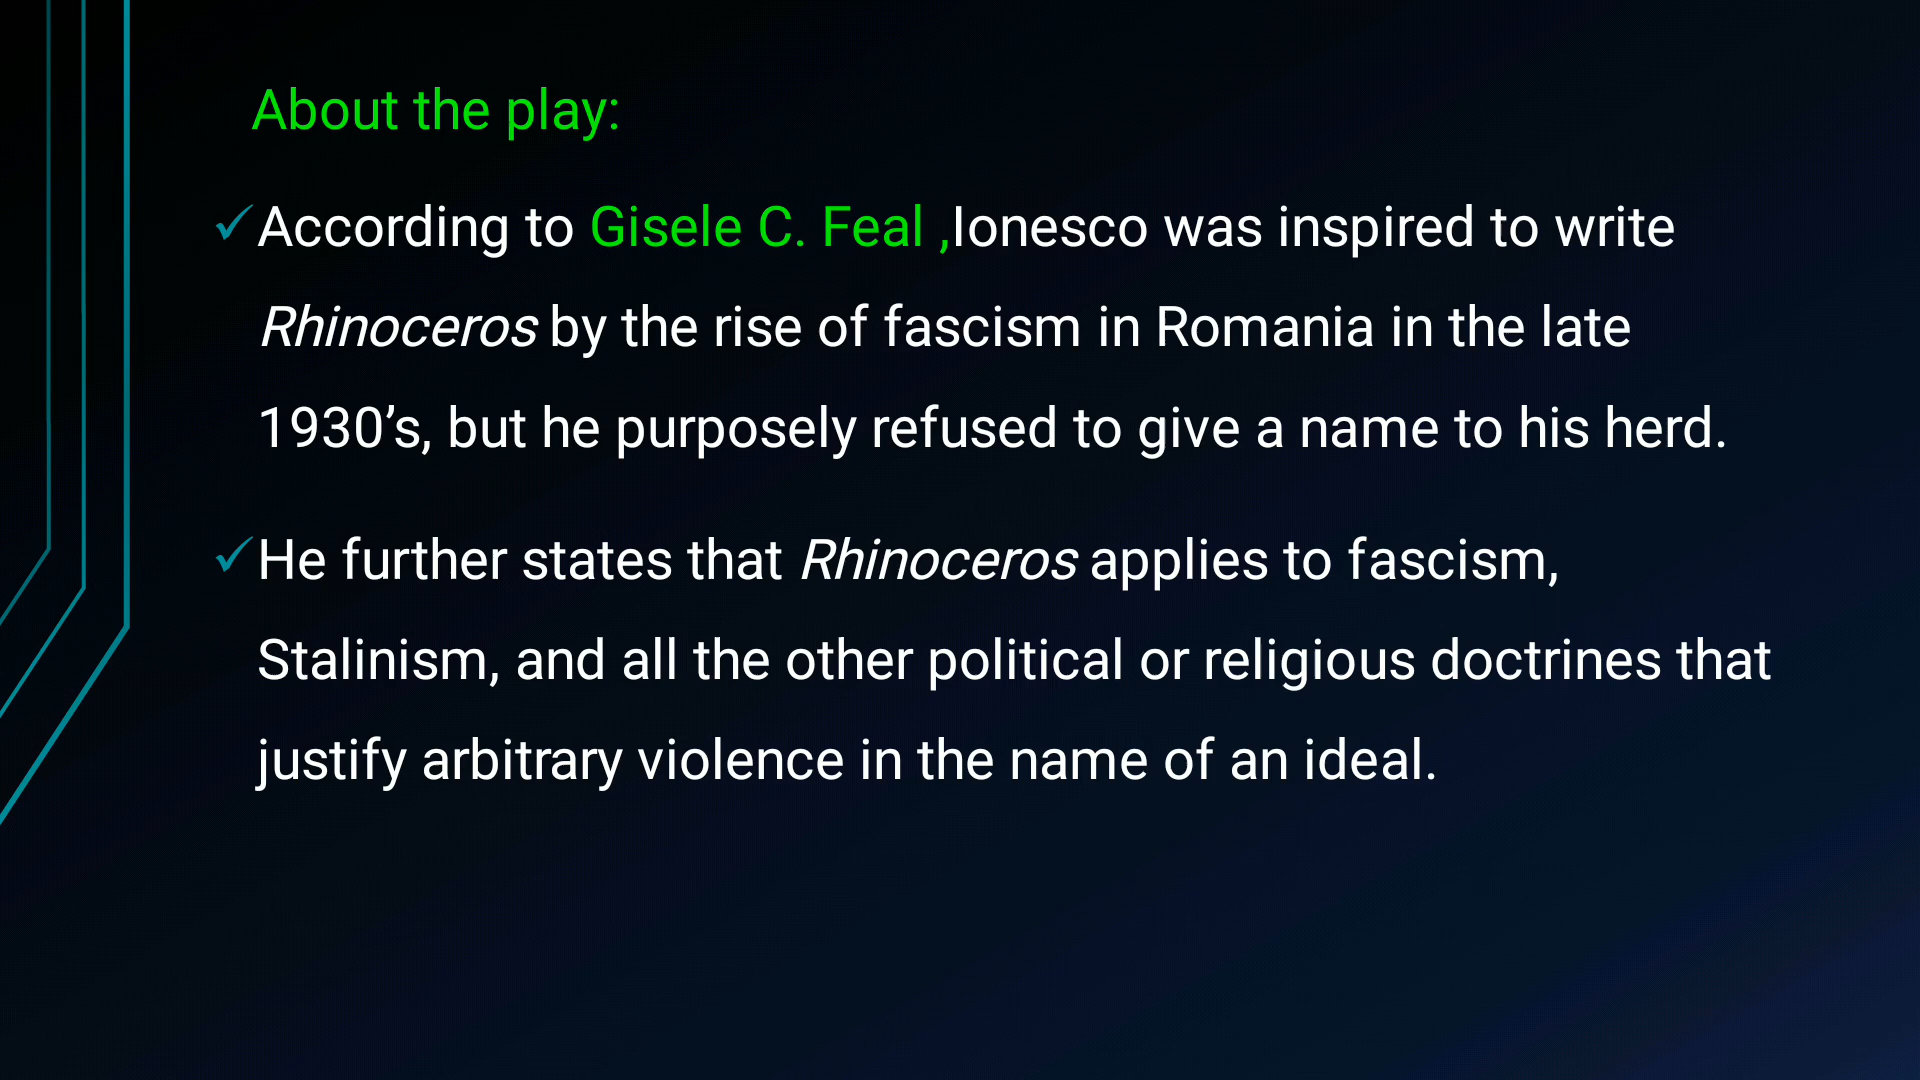 About the play:
According to Gisele C. Feal ,Ionesco was inspired to write
Rhinoceros by the rise of fascism in Romania in the late
1930’s, but he purposely refused to give a name to his herd.
He further states that Rhinoceros applies to fascism,
Stalinism, and all the other political or religious doctrines that
justify arbitrary violence in the name of an ideal.